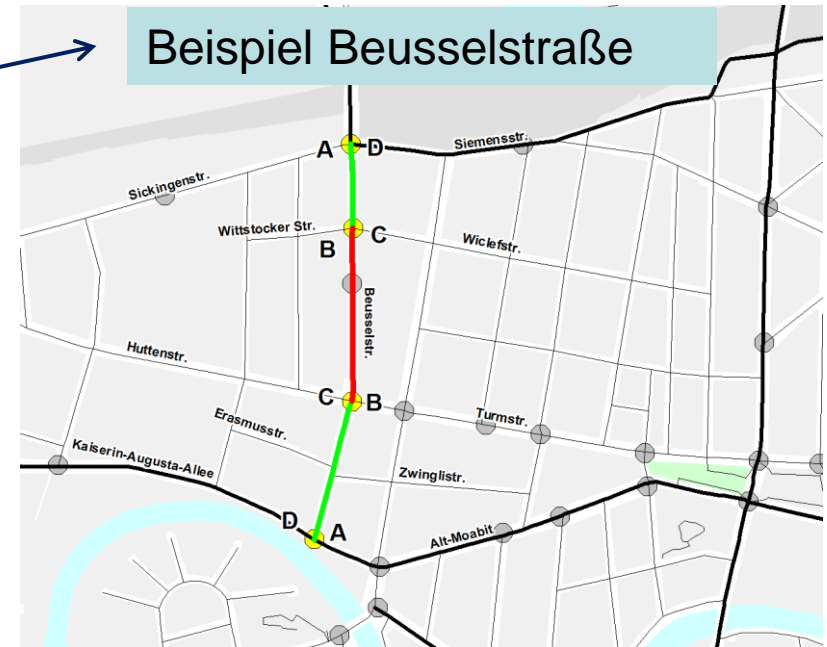 Beispiel Beusselstraße
A D
Siemensstr.
Sickingenstr.
Wittstocker Str.
B C
Wiclefstr.
Beusselstr.
Huttenstr.
C B
Turmstr.
Erasmusstr.
Kaiserin-Augusta-Allee
Zwinglistr.
D A
Alt-Moabit